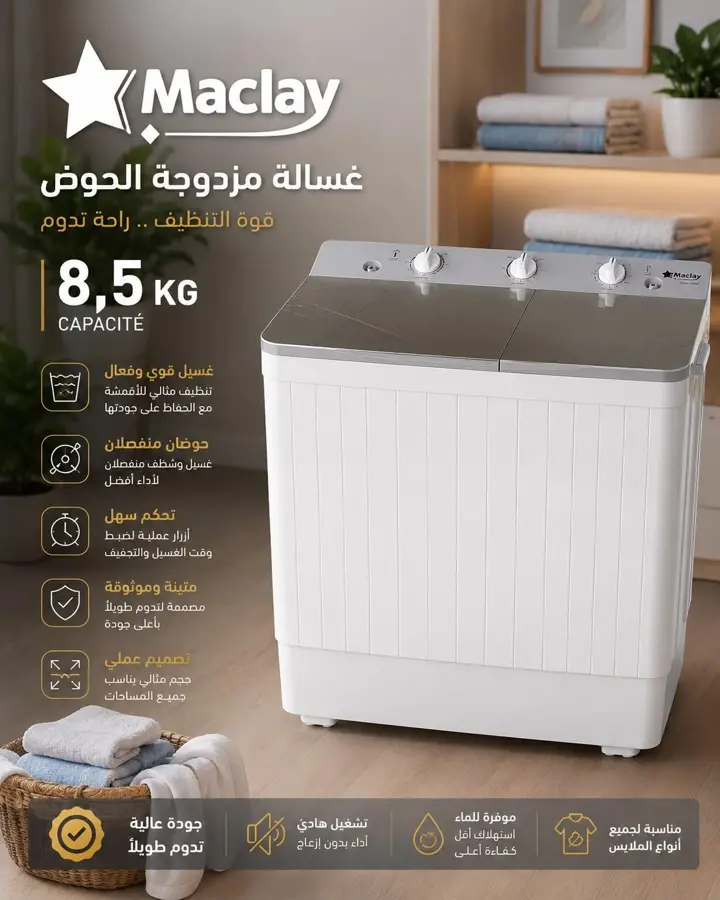 Maclay
غسالة مزدوجة الحوض
قوة التنظيف .. راحة تدوم
8,5 KG
CAPACITÉ
غسيل قوي وفعال
تنظيف مثالي للأقمشة
مع الحفاظ على جودتها
حوضان منفصلان
غسيل وشطف منفصلان
لأداء أفضل
تحكم سهل
أزرار عملية لضبط
وقت الغسيل والتجفيف
متينة وموثوقة
مصممة لتدوم طويلاً
بأعلى جودة
تصميم عملي
حجم مثالي يناسب
جميع المساحات
Maclay
مناسبة لجميع
أنواع الملابس
موفرة للماء
استهلاك أقل
كفاءة أعلى
تشغيل هادئ
أداء بدون إزعاج
جودة عالية
تدوم طويلاً